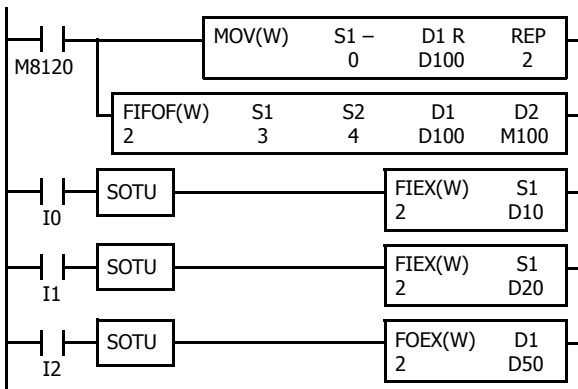 MOV(W) S1 – D1 R REP
0 D100 2
M8120
FIFOF(W) S1 S2 D1 D2
2 3 4 D100 M100
SOTU FIEX(W) S1
2 D10
I0
SOTU FIEX(W) S1
2 D20
I1
SOTU FOEX(W) D1
2 D50
I2